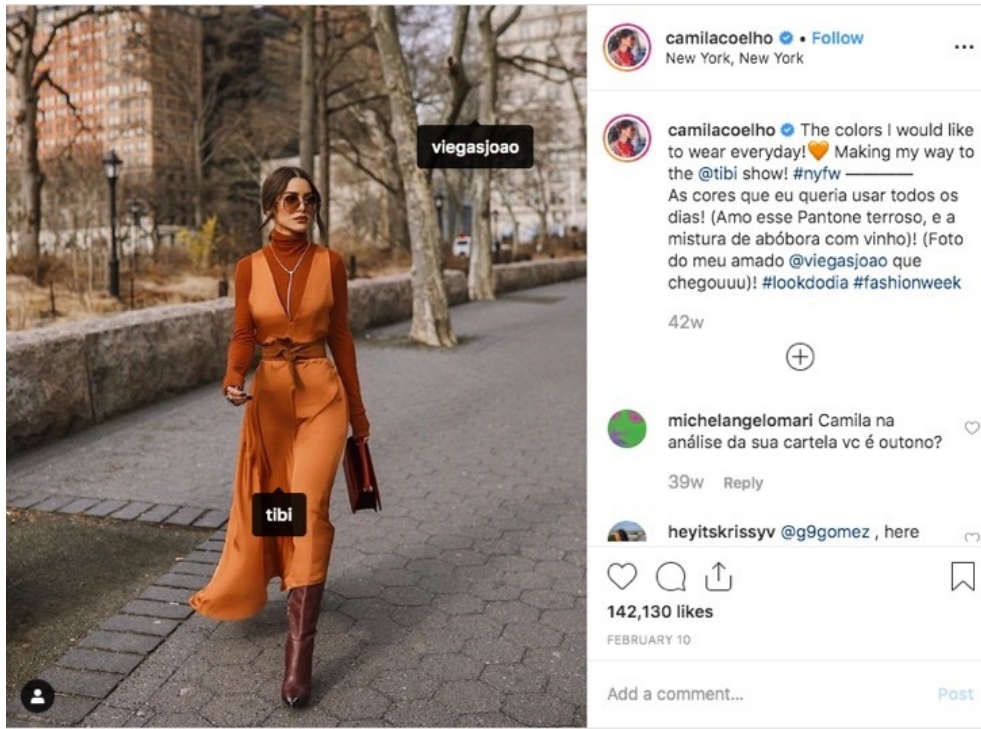 viegasjoao
tibi
camilacoelho • Follow
New York, New York
...
camilacoelho The colors I would like
to wear everyday!🧡 Making my way to
the @tibi show! #nyfw ————
As cores que eu queria usar todos os
dias! (Amo esse Pantone terroso, e a
mistura de abóbora com vinho)! (Foto
do meu amado @viegasjoao que
chegouuu)! #lookdodia #fashionweek
42w
michelangelomari Camila na
análise da sua cartela vc é outono?
39w Reply
heyitskrissyv @g9gomez , here
142,130 likes
FEBRUARY 10
Add a comment... Post